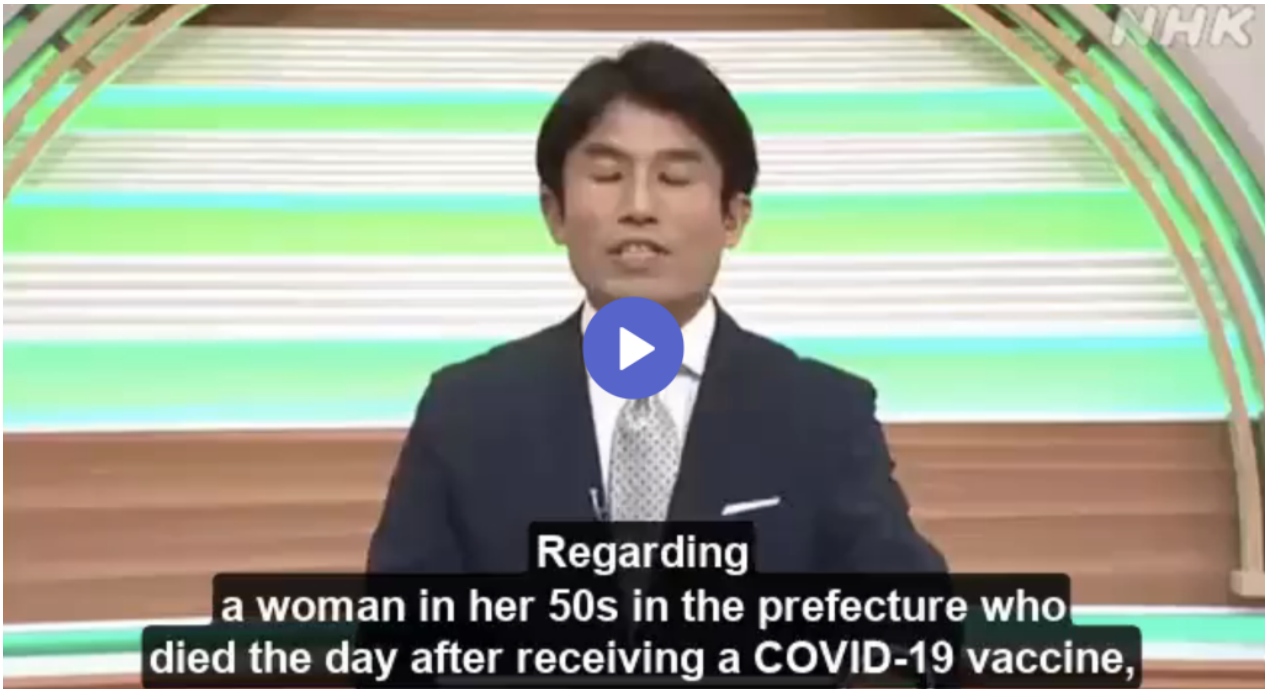 NHK
Regarding
a woman in her 50s in the prefecture who
died the day after receiving a COVID-19 vaccine,